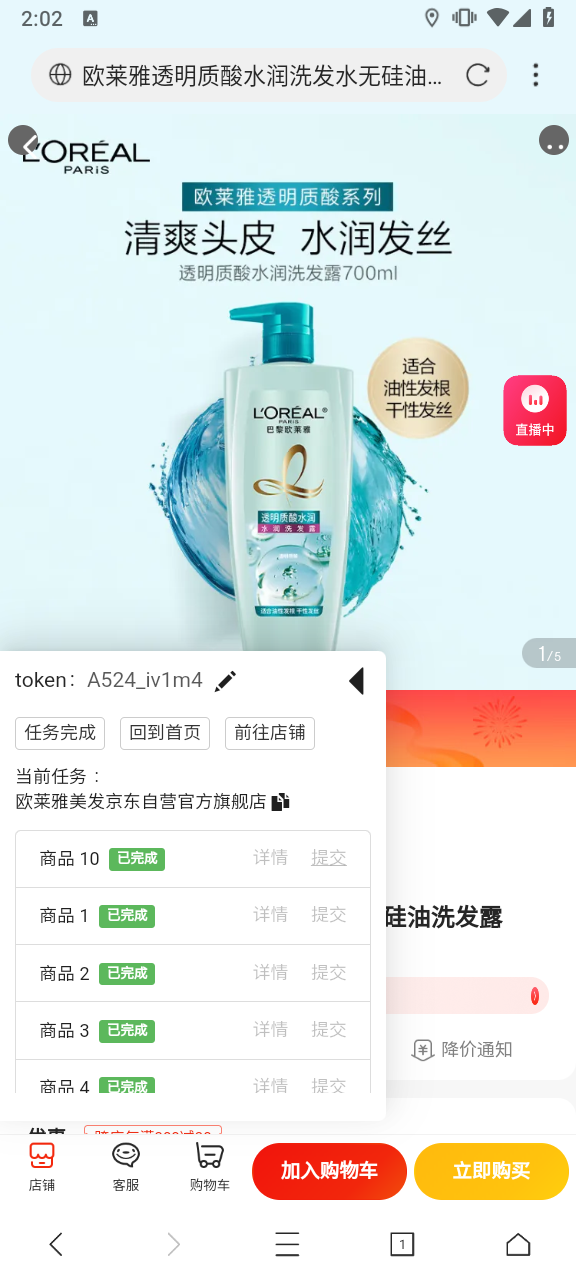 2:02
A
欧莱雅透明质酸水润洗发水无硅油...
L'ORÉAL
PARIS
欧莱雅透明质酸系列
清爽头皮 水润发丝
透明质酸水润洗发露700ml
适合
油性发根
干性发丝
L'ORÉAL
PARIS
巴黎欧莱雅
透明质酸水润
水润洗发露
适合油性发根 干性发丝
直播中
1/5
token: A524_iv1m4
任务完成 回到首页 前往店铺
当前任务：
欧莱雅美发京东自营官方旗舰店
商品 10 已完成 详情 提交
商品 1 已完成 详情 提交
商品 2 已完成 详情 提交
商品 3 已完成 详情 提交
商品 4 已完成 详情 提交
硅油洗发露
降价通知
优惠
店铺 客服 购物车 加入购物车 立即购买
1